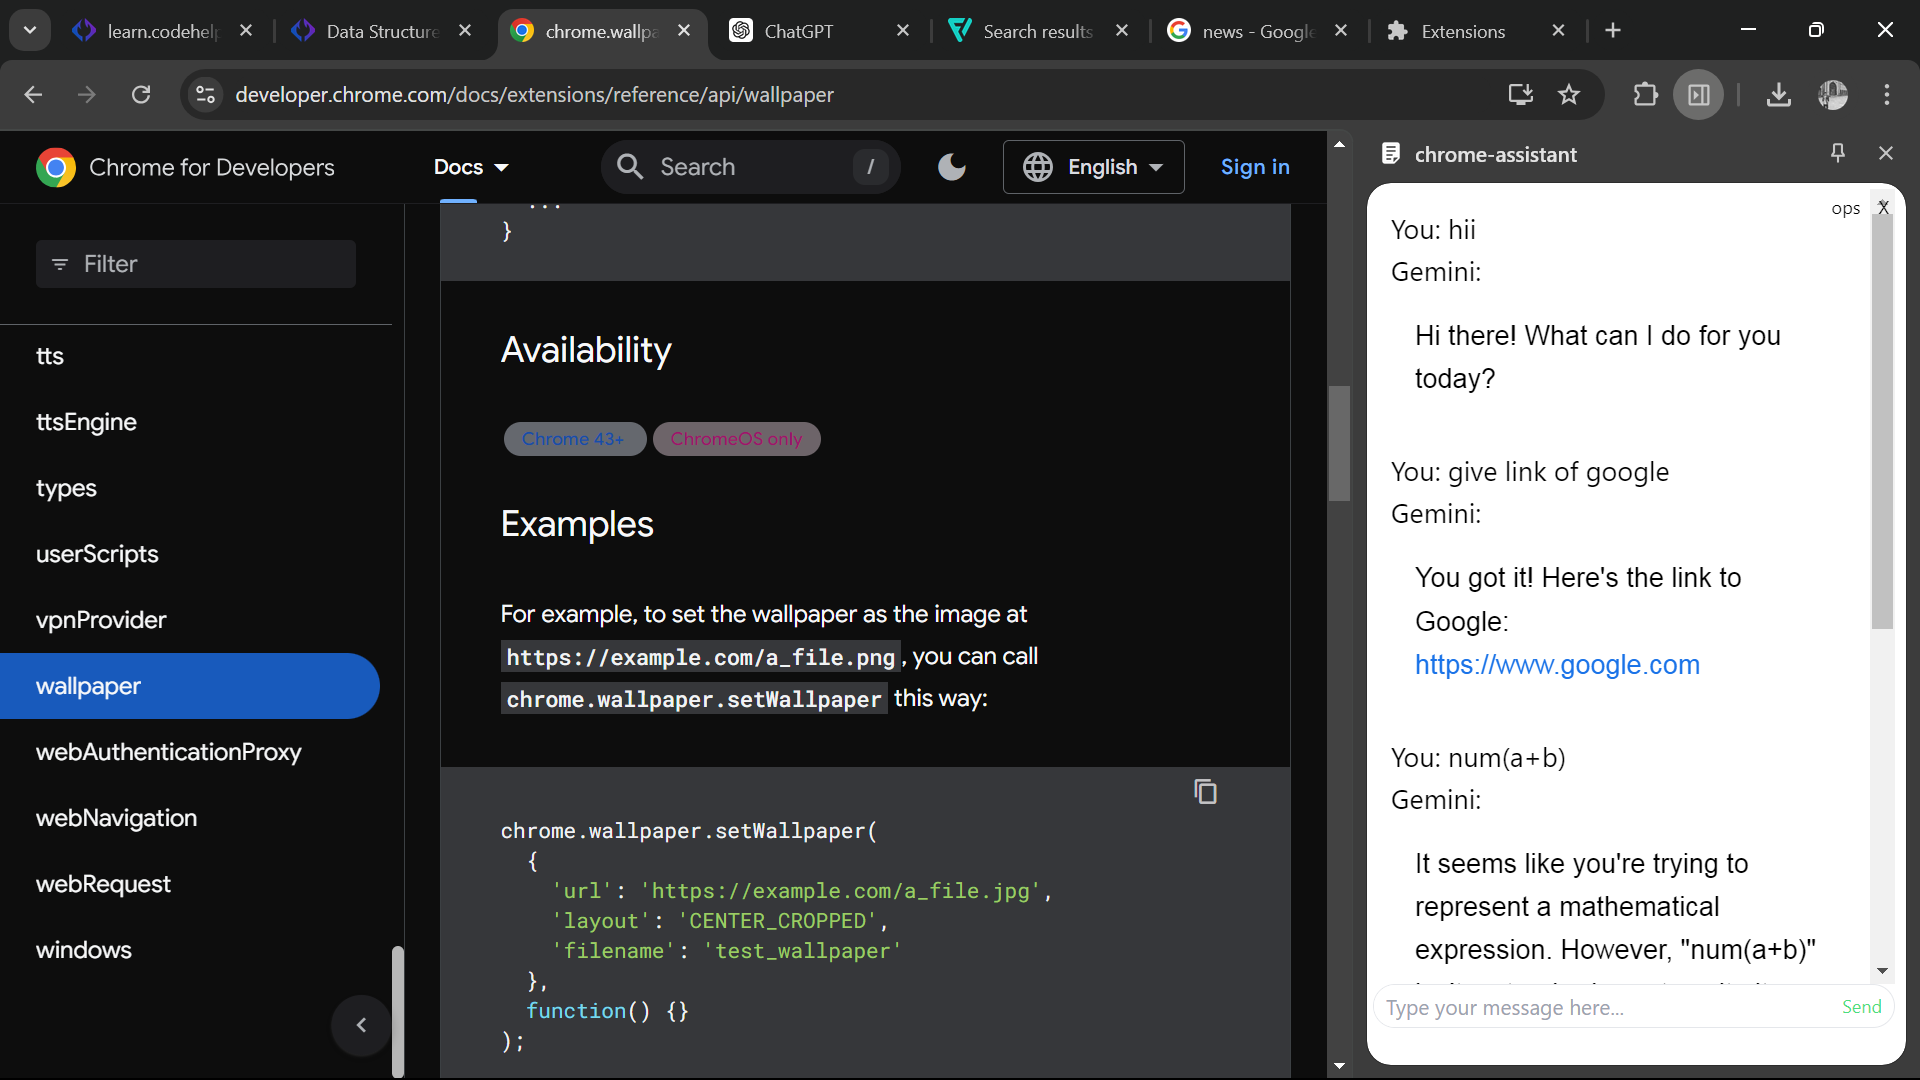 learn.codehel
Data Structure
chrome.wallpa
ChatGPT
Search results
news - Google
Extensions
developer.chrome.com/docs/extensions/reference/api/wallpaper
Chrome for Developers
Docs
Search
/
English
Sign in
Filter
tts
ttsEngine
types
userScripts
vpnProvider
wallpaper
webAuthenticationProxy
webNavigation
webRequest
windows
...
}
Availability
Chrome 43+
ChromeOS only
Examples
For example, to set the wallpaper as the image at
https://example.com/a_file.png, you can call
chrome.wallpaper.setWallpaper this way:
chrome.wallpaper.setWallpaper(
{
'url': 'https://example.com/a_file.jpg',
'layout': 'CENTER_CROPPED',
'filename': 'test_wallpaper'
},
function() {}
);
chrome-assistant
ops
X
You: hii
Gemini:
Hi there! What can I do for you
today?
You: give link of google
Gemini:
You got it! Here's the link to
Google:
https://www.google.com
You: num(a+b)
Gemini:
It seems like you're trying to
represent a mathematical
expression. However, "num(a+b)"
Type your message here...
Send